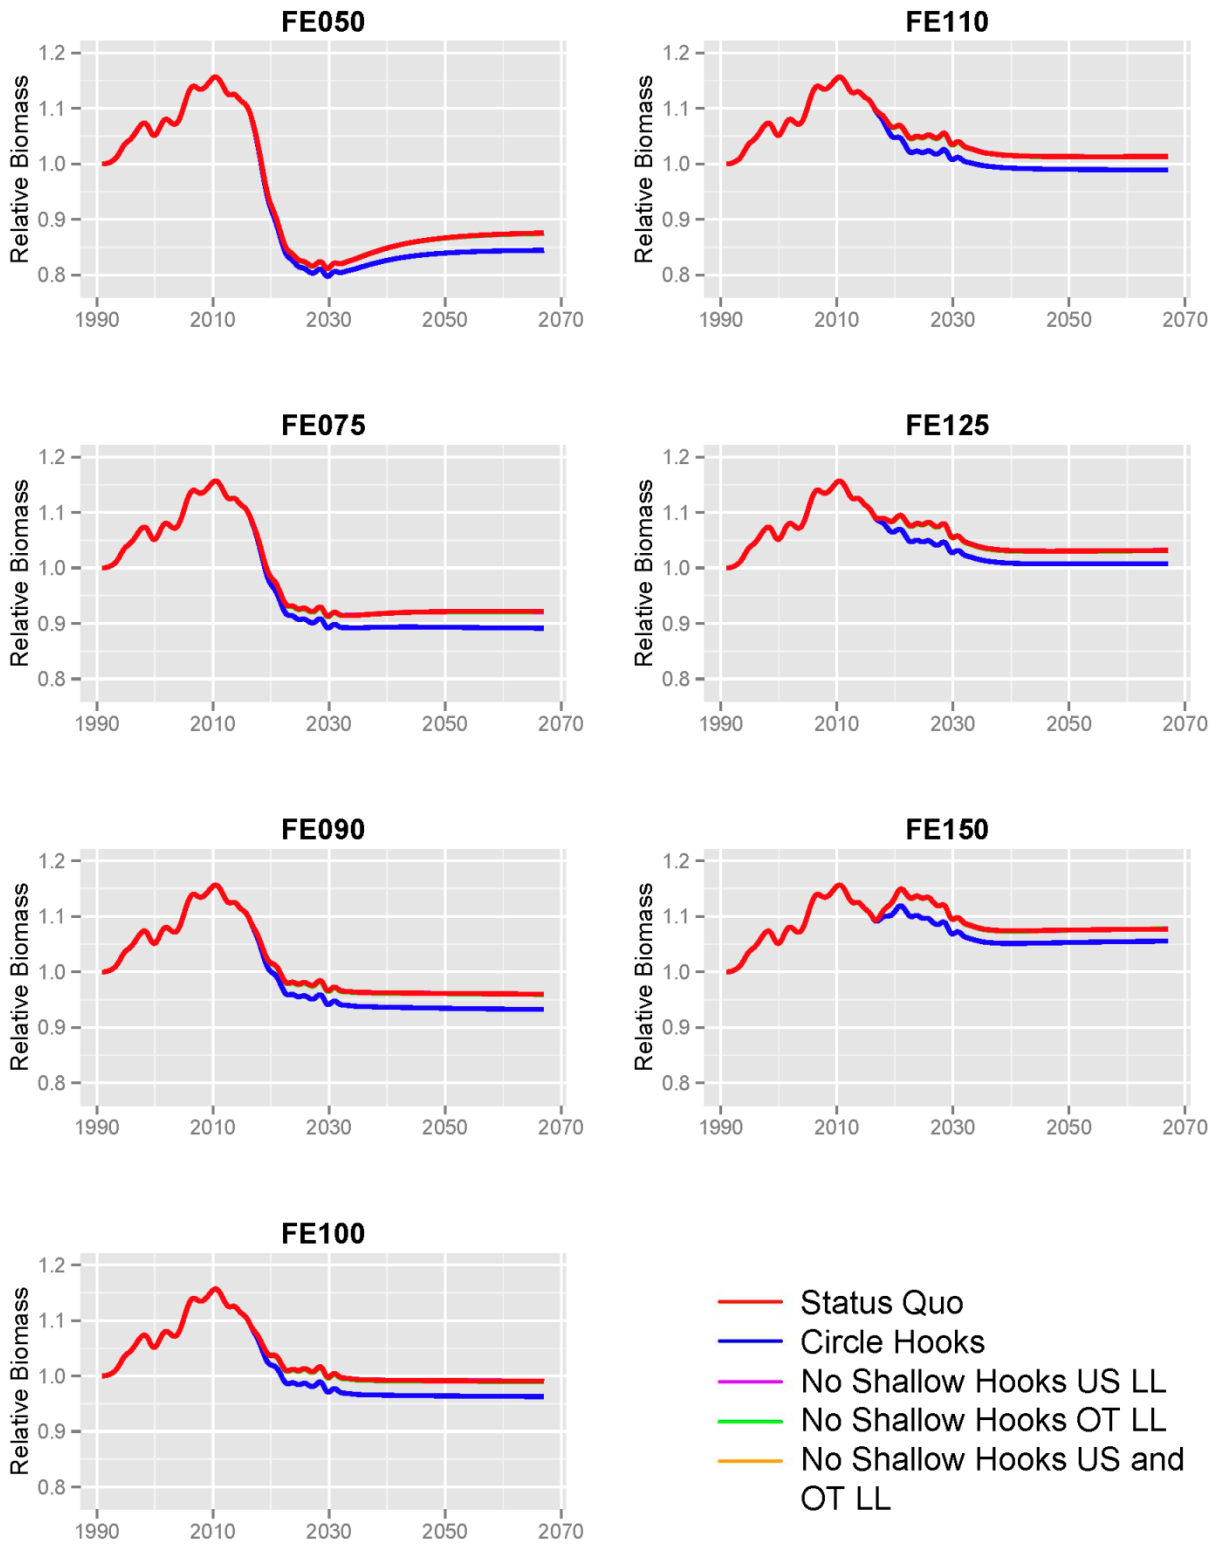 FE050
1.2
1.1
1.0
0.9
0.8
Relative Biomass
1990 2010 2030 2050 2070
FE110
1.2
1.1
1.0
0.9
0.8
Relative Biomass
1990 2010 2030 2050 2070
FE075
1.2
1.1
1.0
0.9
0.8
Relative Biomass
1990 2010 2030 2050 2070
FE125
1.2
1.1
1.0
0.9
0.8
Relative Biomass
1990 2010 2030 2050 2070
FE090
1.2
1.1
1.0
0.9
0.8
Relative Biomass
1990 2010 2030 2050 2070
FE150
1.2
1.1
1.0
0.9
0.8
Relative Biomass
1990 2010 2030 2050 2070
FE100
1.2
1.1
1.0
0.9
0.8
Relative Biomass
1990 2010 2030 2050 2070
Status Quo
Circle Hooks
No Shallow Hooks US LL
No Shallow Hooks OT LL
No Shallow Hooks US and
OT LL